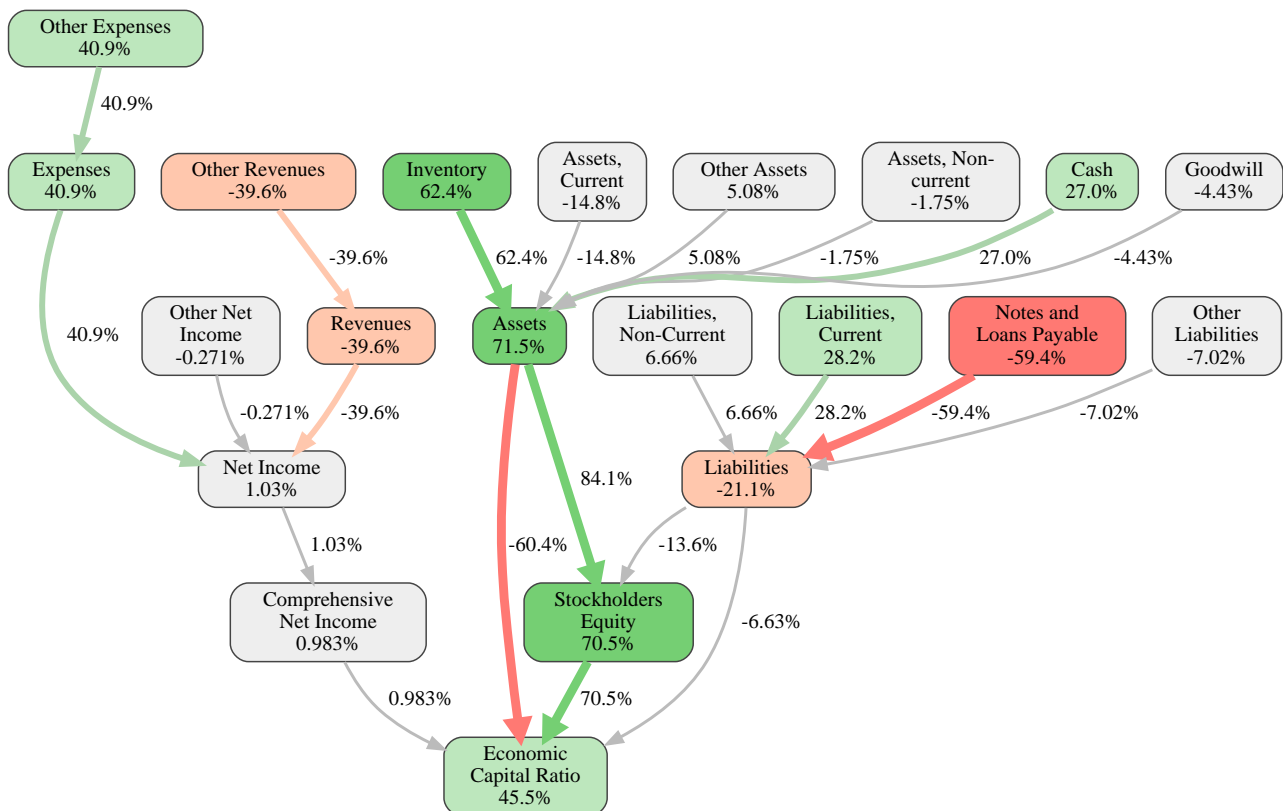 Other Expenses
40.9%
40.9%
Expenses
40.9%
Other Revenues
-39.6%
Inventory
62.4%
Assets,
Current
-14.8%
Other Assets
5.08%
Assets, Non-
current
-1.75%
Cash
27.0%
Goodwill
-4.43%
-39.6%
62.4%
-14.8%
5.08%
-1.75%
27.0%
-4.43%
40.9%
Other Net
Income
-0.271%
Revenues
-39.6%
Assets
71.5%
Liabilities,
Non-Current
6.66%
Liabilities,
Current
28.2%
Notes and
Loans Payable
-59.4%
Other
Liabilities
-7.02%
-0.271%
-39.6%
6.66%
28.2%
-59.4%
-7.02%
Net Income
1.03%
84.1%
Liabilities
-21.1%
1.03%
-60.4%
-13.6%
Comprehensive
Net Income
0.983%
Stockholders
Equity
70.5%
-6.63%
0.983%
70.5%
Economic
Capital Ratio
45.5%